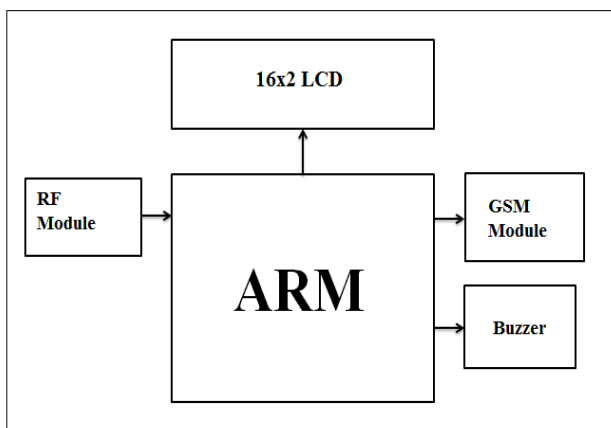 16x2 LCD
RF
Module
ARM
GSM
Module
Buzzer